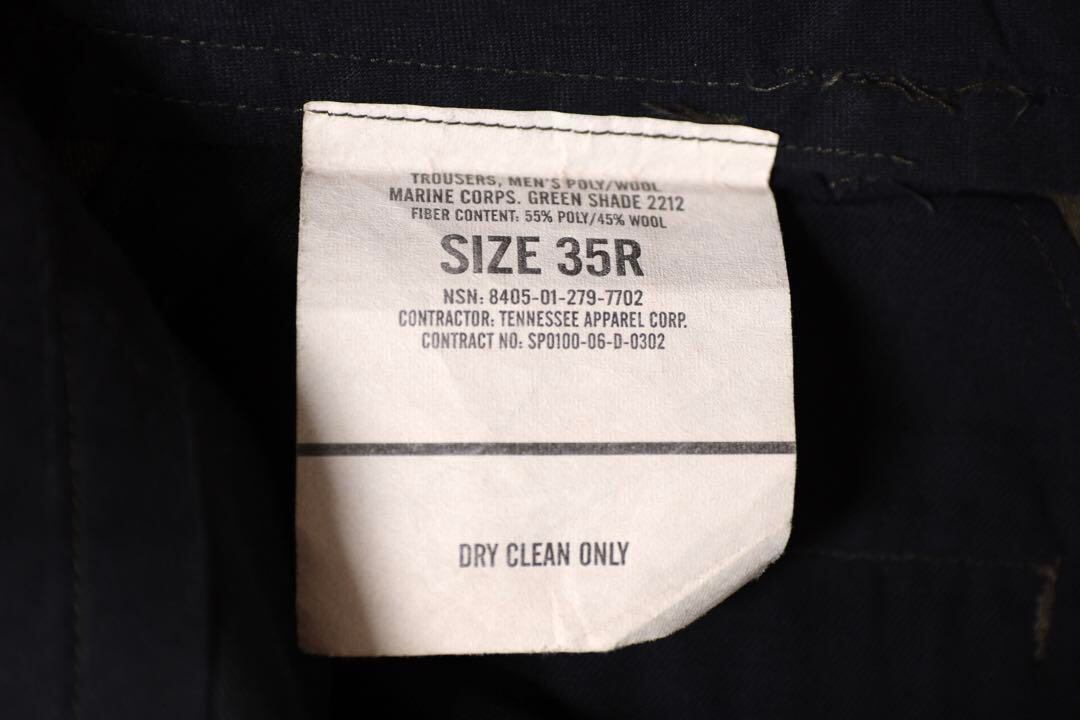 TROUSERS, MEN'S POLY/WOOL
MARINE CORPS. GREEN SHADE 2212
FIBER CONTENT: 55% POLY/45% WOOL
SIZE 35R
NSN: 8405-01-279-7702
CONTRACTOR: TENNESSEE APPAREL CORP.
CONTRACT NO: SP0100-06-D-0302
DRY CLEAN ONLY